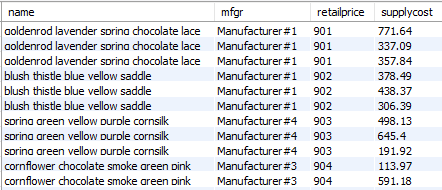 name mfgr retailprice supplycost
goldenrod lavender spring chocolate lace Manufacturer#1 901 771.64
goldenrod lavender spring chocolate lace Manufacturer#1 901 337.09
goldenrod lavender spring chocolate lace Manufacturer#1 901 357.84
blush thistle blue yellow saddle Manufacturer#1 902 378.49
blush thistle blue yellow saddle Manufacturer#1 902 438.37
blush thistle blue yellow saddle Manufacturer#1 902 306.39
spring green yellow purple cornsilk Manufacturer#4 903 498.13
spring green yellow purple cornsilk Manufacturer#4 903 645.4
spring green yellow purple cornsilk Manufacturer#4 903 191.92
cornflower chocolate smoke green pink Manufacturer#3 904 113.97
cornflower chocolate smoke green pink Manufacturer#3 904 591.18